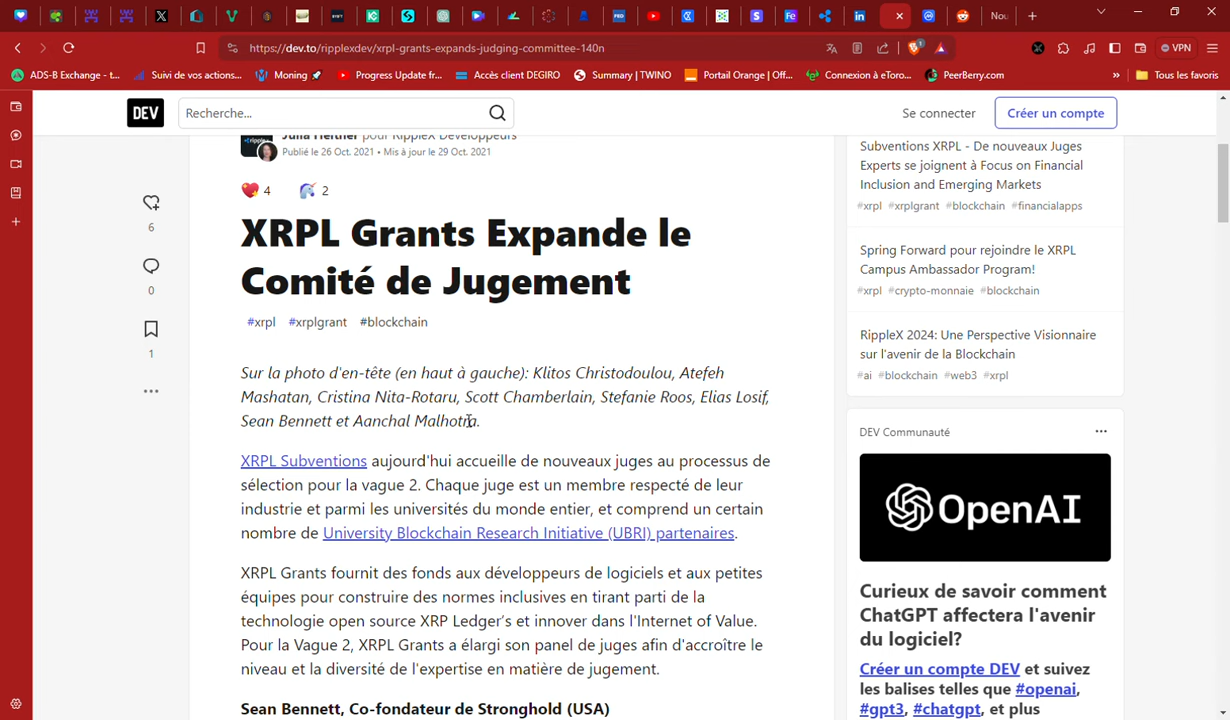 https://dev.to/ripplexdev/xrpl-grants-expands-judging-committee-140n
Nou
VPN
ADS-B Exchange - t...
Suivi de vos actions...
Moning
Progress Update fr...
Accès client DEGIRO
Summary | TWINO
Portail Orange | Off...
Connexion à eToro...
PeerBerry.com
»
Tous les favoris
DEV
Recherche...
Se connecter
Créer un compte
pour RippleX Développeurs
Publié le 26 Oct. 2021 • Mis à jour le 29 Oct. 2021
4
2
6
0
1
XRPL Grants Expande le
Comité de Jugement
#xrpl #xrplgrant #blockchain
Sur la photo d'en-tête (en haut à gauche): Klitos Christodoulou, Atefeh
Mashatan, Cristina Nita-Rotaru, Scott Chamberlain, Stefanie Roos, Elias Losif,
Sean Bennett et Aanchal Malhotra.
XRPL Subventions aujourd'hui accueille de nouveaux juges au processus de
sélection pour la vague 2. Chaque juge est un membre respecté de leur
industrie et parmi les universités du monde entier, et comprend un certain
nombre de University Blockchain Research Initiative (UBRI) partenaires.
XRPL Grants fournit des fonds aux développeurs de logiciels et aux petites
équipes pour construire des normes inclusives en tirant parti de la
technologie open source XRP Ledger's et innover dans l'Internet of Value.
Pour la Vague 2, XRPL Grants a élargi son panel de juges afin d'accroître le
niveau et la diversité de l'expertise en matière de jugement.
Sean Bennett, Co-fondateur de Stronghold (USA)
Subventions XRPL - De nouveaux Juges
Experts se joignent à Focus on Financial
Inclusion and Emerging Markets
#xrpl #xrplgrant #blockchain #financialapps
Spring Forward pour rejoindre le XRPL
Campus Ambassador Program!
#xrpl #crypto-monnaie #blockchain
RippleX 2024: Une Perspective Visionnaire
sur l'avenir de la Blockchain
#ai #blockchain #web3 #xrpl
DEV Communauté
OpenAI
Curieux de savoir comment
ChatGPT affectera l'avenir
du logiciel?
Créer un compte DEV et suivez
les balises telles que #openai,
#gpt3, #chatgpt, et plus